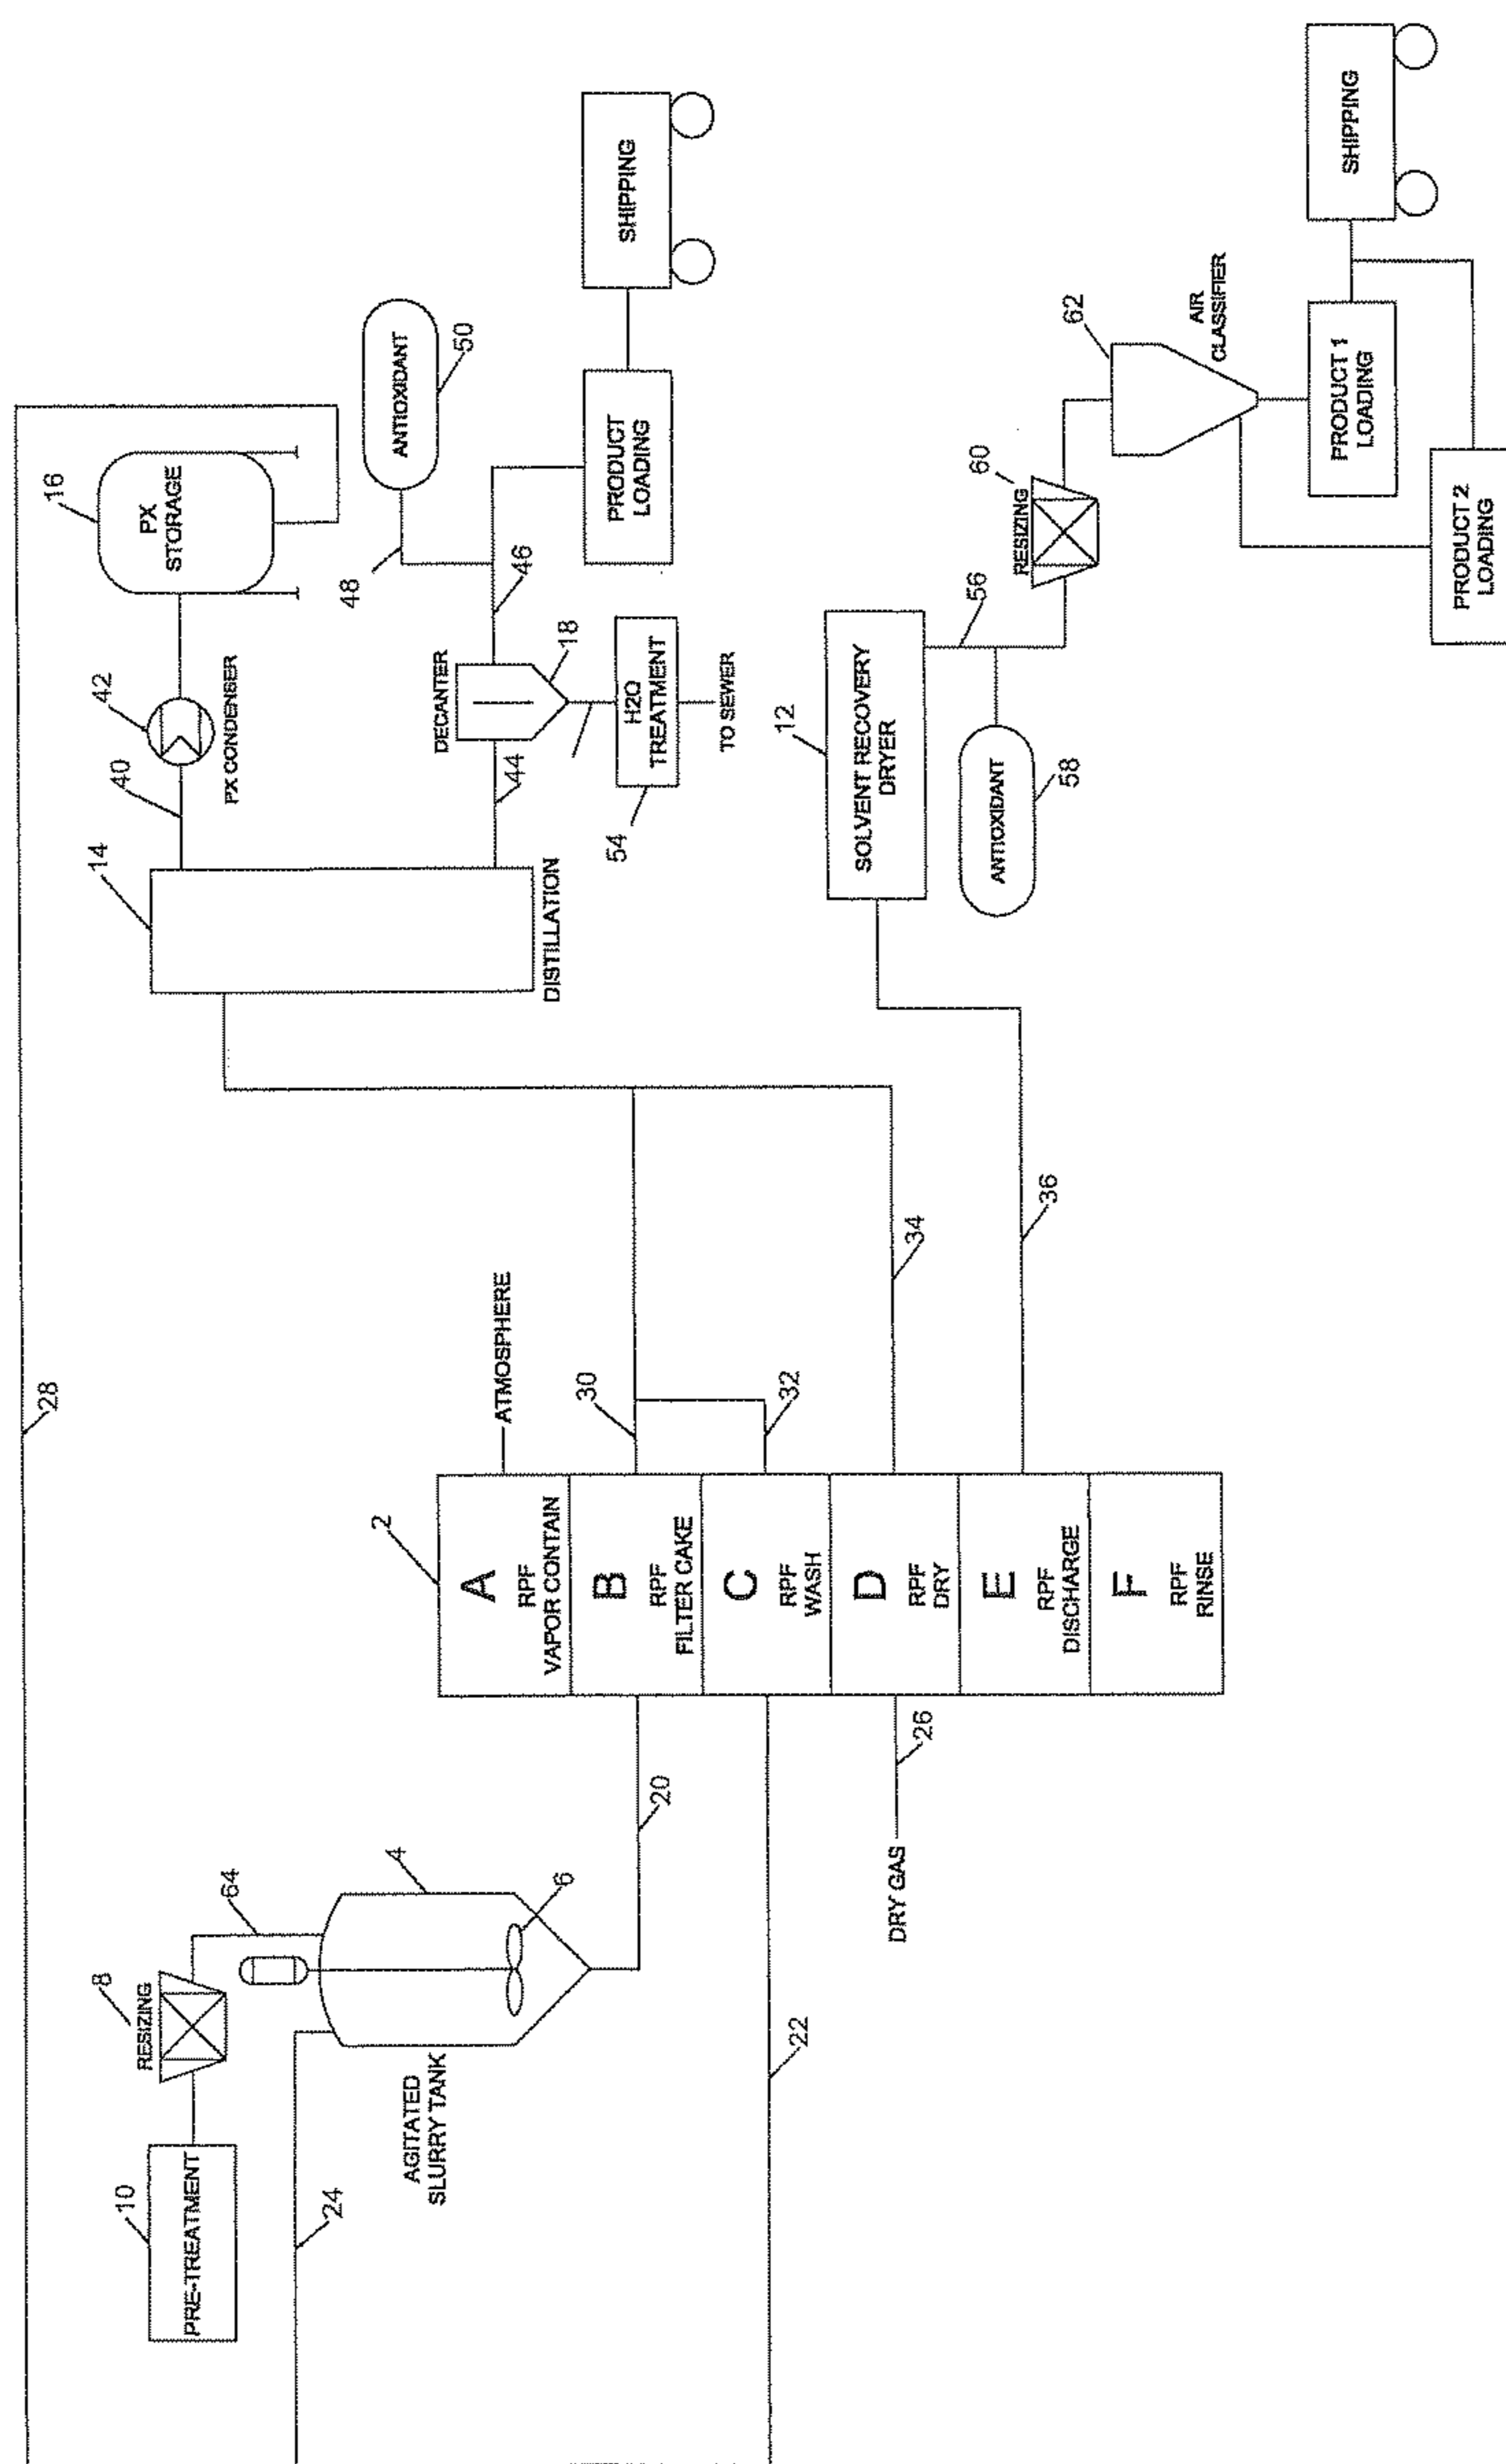 28
10
PRE-TREATMENT
8
RESIZING
64
24
AGITATED
SLURRY TANK
4
6
20
22
DRY GAS
26
2
A
RPF
VAPOR CONTAIN
B
RPF
FILTER CAKE
C
RPF
WASH
D
RPF
DRY
E
RPF
DISCHARGE
F
RPF
RINSE
ATMOSPHERE
30
32
34
36
14
DISTILLATION
40
42
PX CONDENSER
16
PX
STORAGE
44
DECANTER
18
46
48
ANTIOXIDANT
50
54
H2O
TREATMENT
TO SEWER
PRODUCT
LOADING
SHIPPING
12
SOLVENT RECOVERY
DRYER
ANTIOXIDANT
58
56
RESIZING
60
62
AIR
CLASSIFIER
PRODUCT 1
LOADING
PRODUCT 2
LOADING
SHIPPING